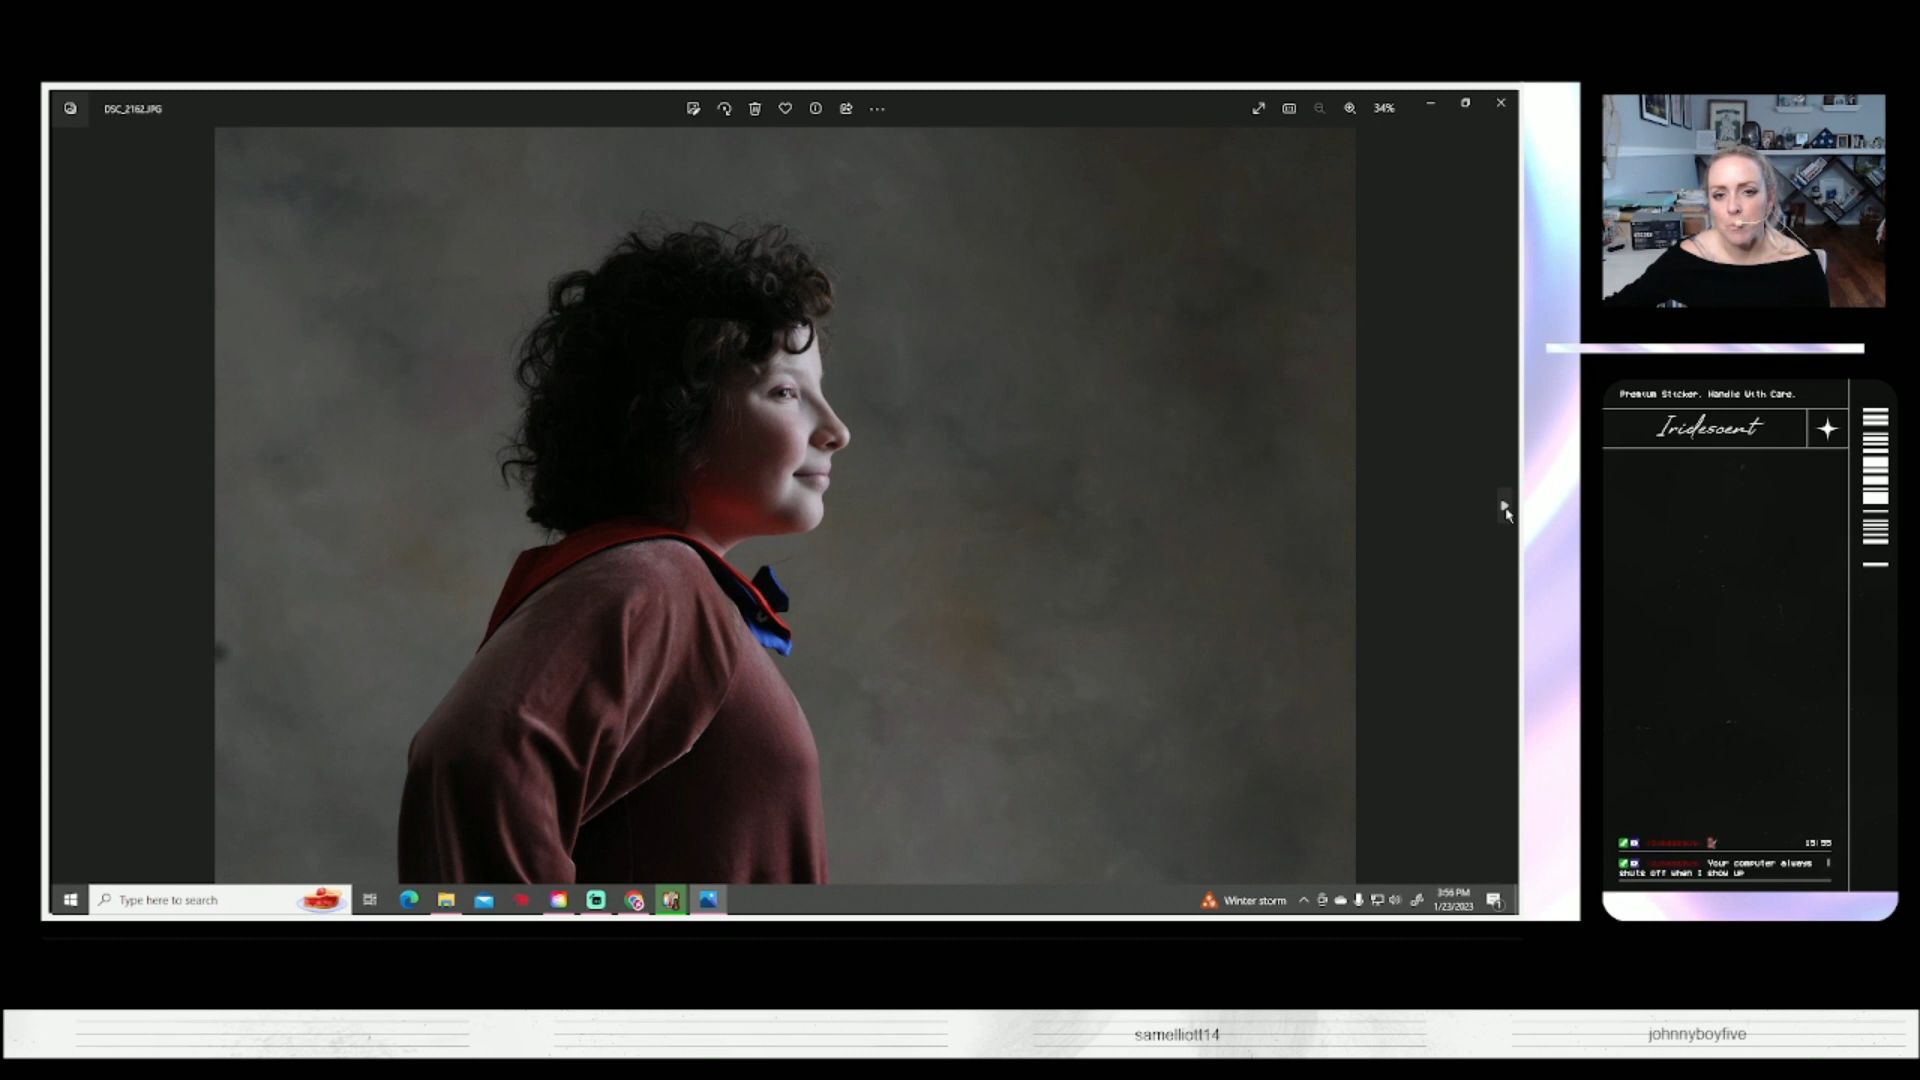 DSC_2162.JPG
34%
Premium Sticker. Handle With Care.
Iridescent
15:55
Your computer always
shuts off when I show up
Type here to search
Winter storm
3:56 PM
1/23/2023
samelliott14
johnnyboyfive